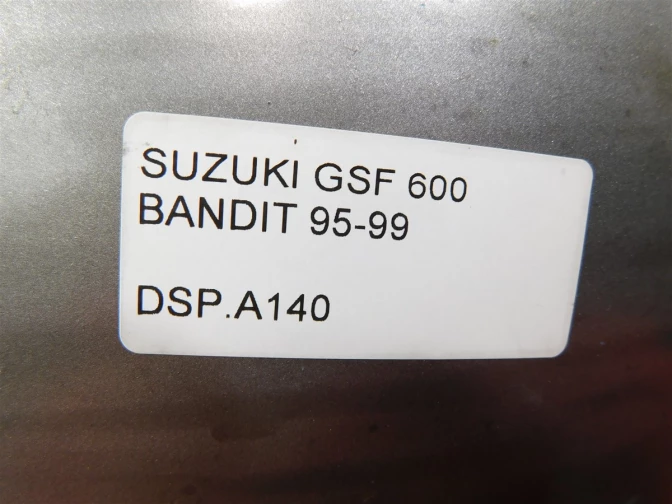 SUZUKI GSF 600
BANDIT 95-99
DSP.A140